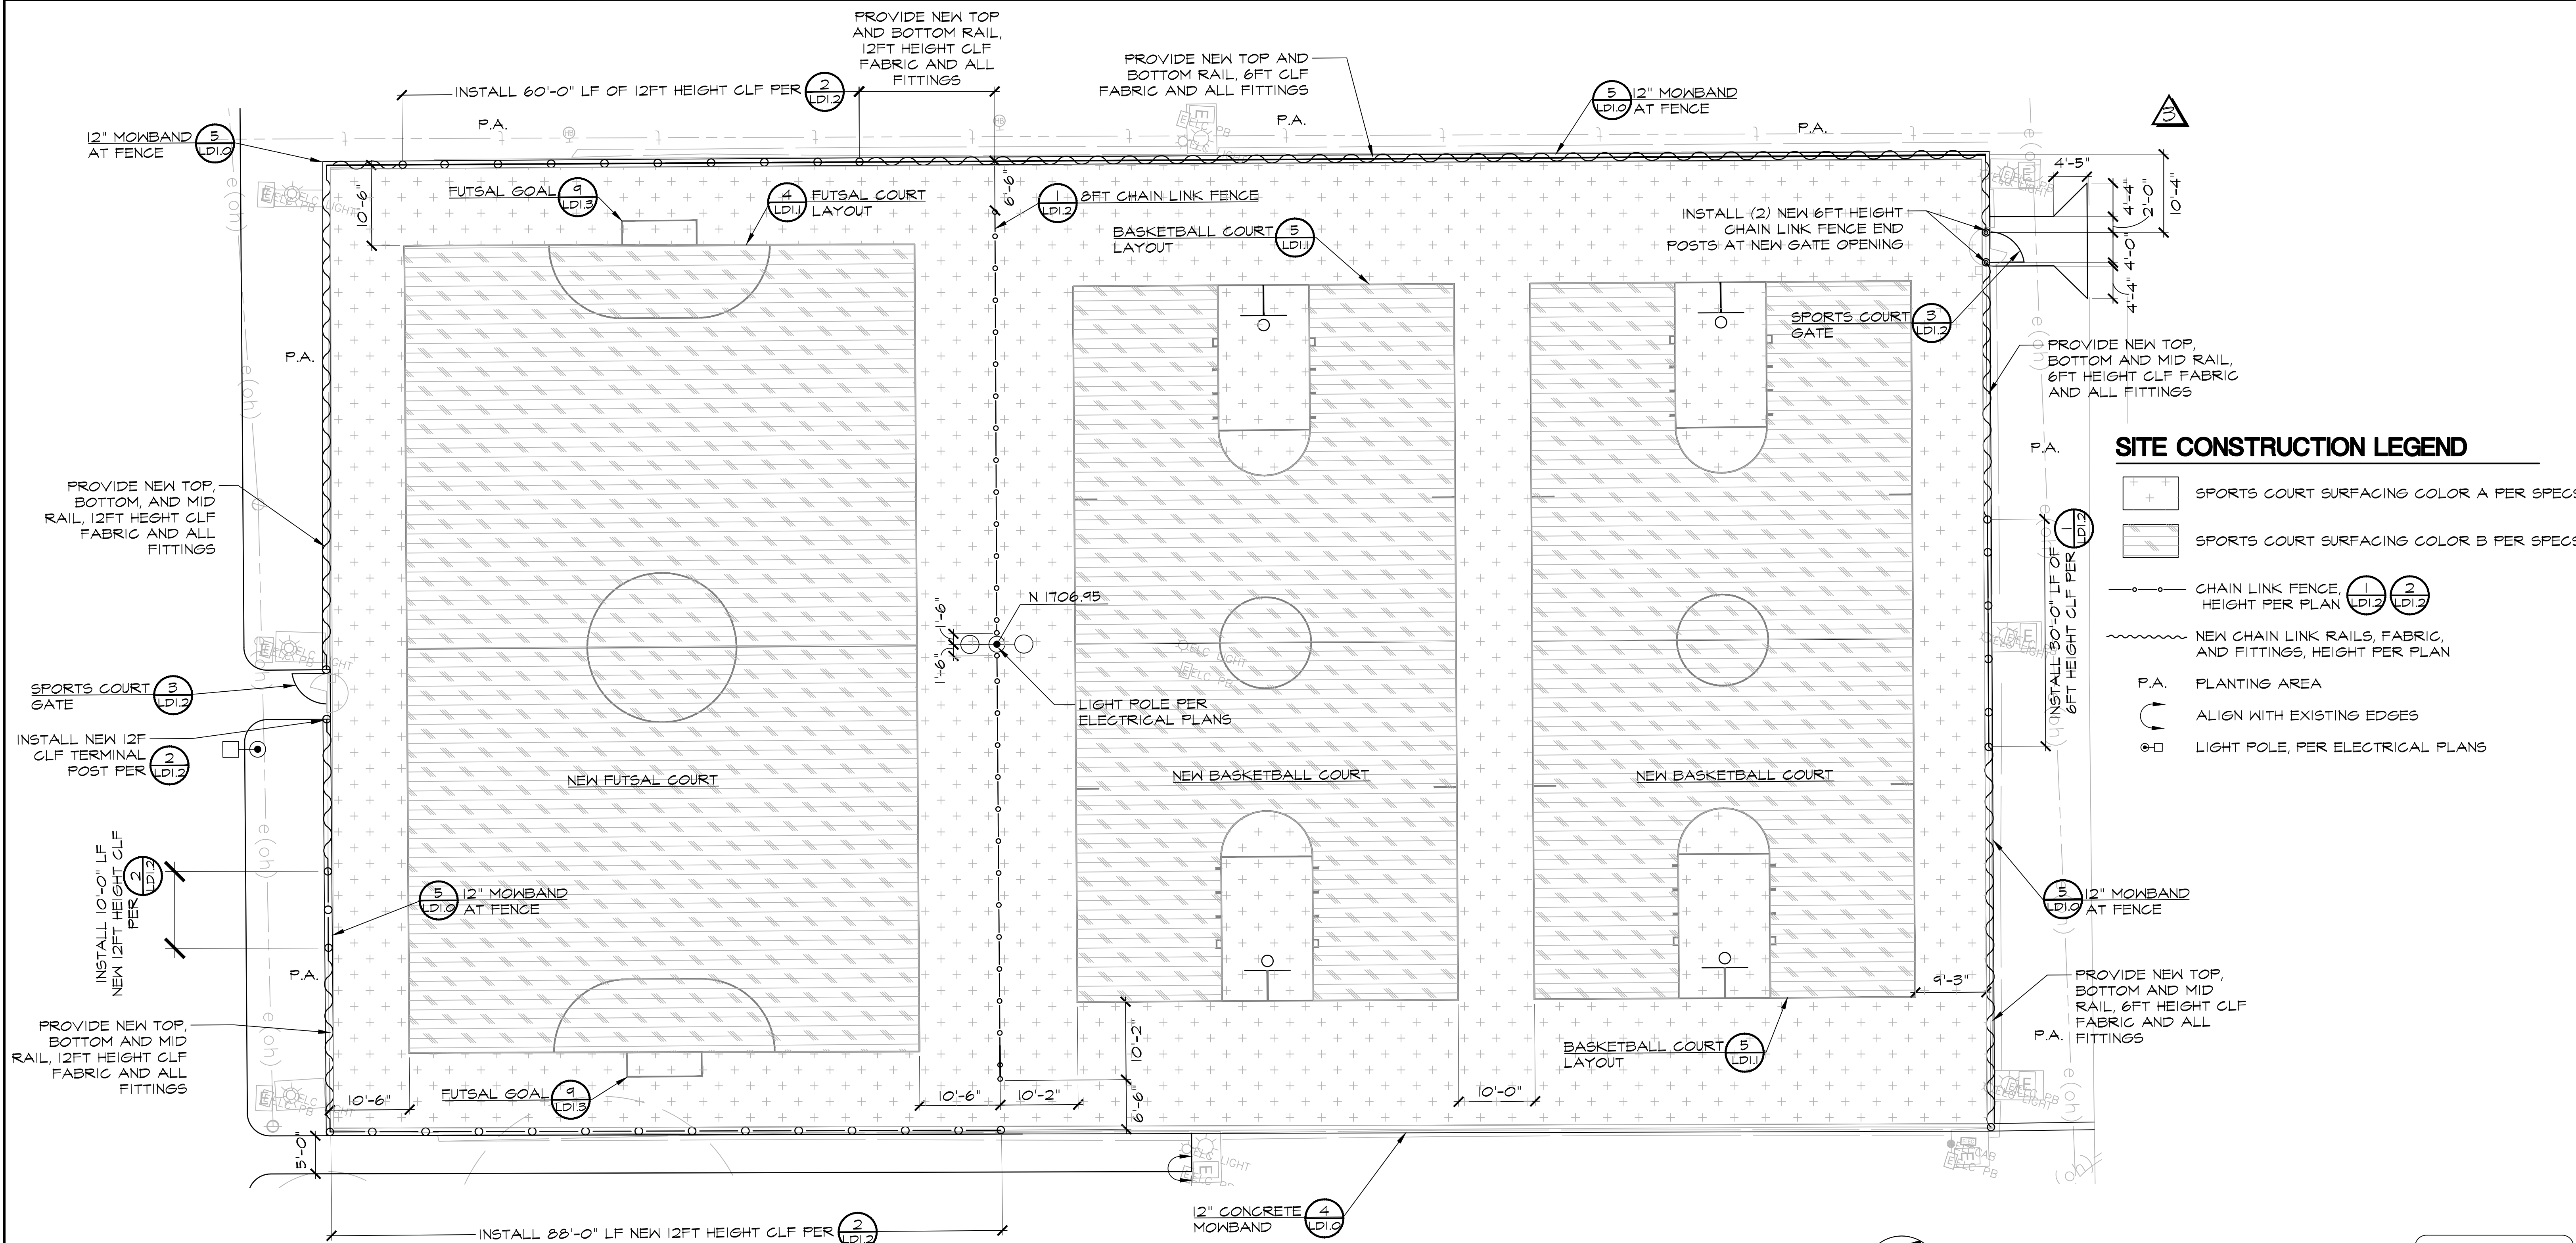 PROVIDE NEW TOP
AND BOTTOM RAIL,
12FT HEIGHT CLF
FABRIC AND ALL
FITTINGS
INSTALL 60'-0" LF OF 12FT HEIGHT CLF PER
2
LD1.2
PROVIDE NEW TOP AND
BOTTOM RAIL, 6FT CLF
FABRIC AND ALL FITTINGS
5
LD1.0
12" MOWBAND
AT FENCE
3
P.A.
P.A.
P.A.
12" MOWBAND
AT FENCE
5
LD1.0
FUTSAL GOAL
9
LD1.3
4
LD1.1
FUTSAL COURT
LAYOUT
10'-6"
6'-6"
1
LD1.2
8FT CHAIN LINK FENCE
BASKETBALL COURT
LAYOUT
5
LD1.1
INSTALL (2) NEW 6FT HEIGHT
CHAIN LINK FENCE END
POSTS AT NEW GATE OPENING
4'-5"
4'-4"
2'-0"
10'-4"
4'-0"
4'-4"
SPORTS COURT
GATE
3
LD1.2
P.A.
PROVIDE NEW TOP,
BOTTOM AND MID RAIL,
6FT HEIGHT CLF FABRIC
AND ALL FITTINGS
P.A.
SITE CONSTRUCTION LEGEND
SPORTS COURT SURFACING COLOR A PER SPECS
SPORTS COURT SURFACING COLOR B PER SPECS
CHAIN LINK FENCE,
HEIGHT PER PLAN
1
LD1.2
2
LD1.2
NEW CHAIN LINK RAILS, FABRIC,
AND FITTINGS, HEIGHT PER PLAN
P.A.
PLANTING AREA
ALIGN WITH EXISTING EDGES
LIGHT POLE, PER ELECTRICAL PLANS
INSTALL 30'-0" LF OF
6FT HEIGHT CLF PER
1
LD1.2
PROVIDE NEW TOP,
BOTTOM, AND MID
RAIL, 12FT HEGHT CLF
FABRIC AND ALL
FITTINGS
N 1706.95
1'-6"
1'-6"
LIGHT POLE PER
ELECTRICAL PLANS
ELC LIGHT
ELC PB
SPORTS COURT
GATE
3
LD1.2
INSTALL NEW 12F
CLF TERMINAL
POST PER
2
LD1.2
NEW FUTSAL COURT
NEW BASKETBALL COURT
NEW BASKETBALL COURT
INSTALL 10'-0" LF
NEW 12FT HEIGHT CLF
PER
2
LD1.2
5
LD1.0
12" MOWBAND
AT FENCE
P.A.
5
LD1.0
12" MOWBAND
AT FENCE
9'-3"
PROVIDE NEW TOP,
BOTTOM AND MID
RAIL, 6FT HEIGHT CLF
FABRIC AND ALL
FITTINGS
P.A.
PROVIDE NEW TOP,
BOTTOM AND MID
RAIL, 12FT HEIGHT CLF
FABRIC AND ALL
FITTINGS
BASKETBALL COURT
LAYOUT
5
LD1.1
FUTSAL GOAL
9
LD1.3
10'-6"
10'-6"
10'-2"
10'-2"
6'-6"
10'-0"
5'-0"
12" CONCRETE
MOWBAND
4
LD1.0
INSTALL 88'-0" LF NEW 12FT HEIGHT CLF PER
2
LD1.2
e(oh)
e(oh)
e(oh)
e(oh)
e(oh)
e(oh)